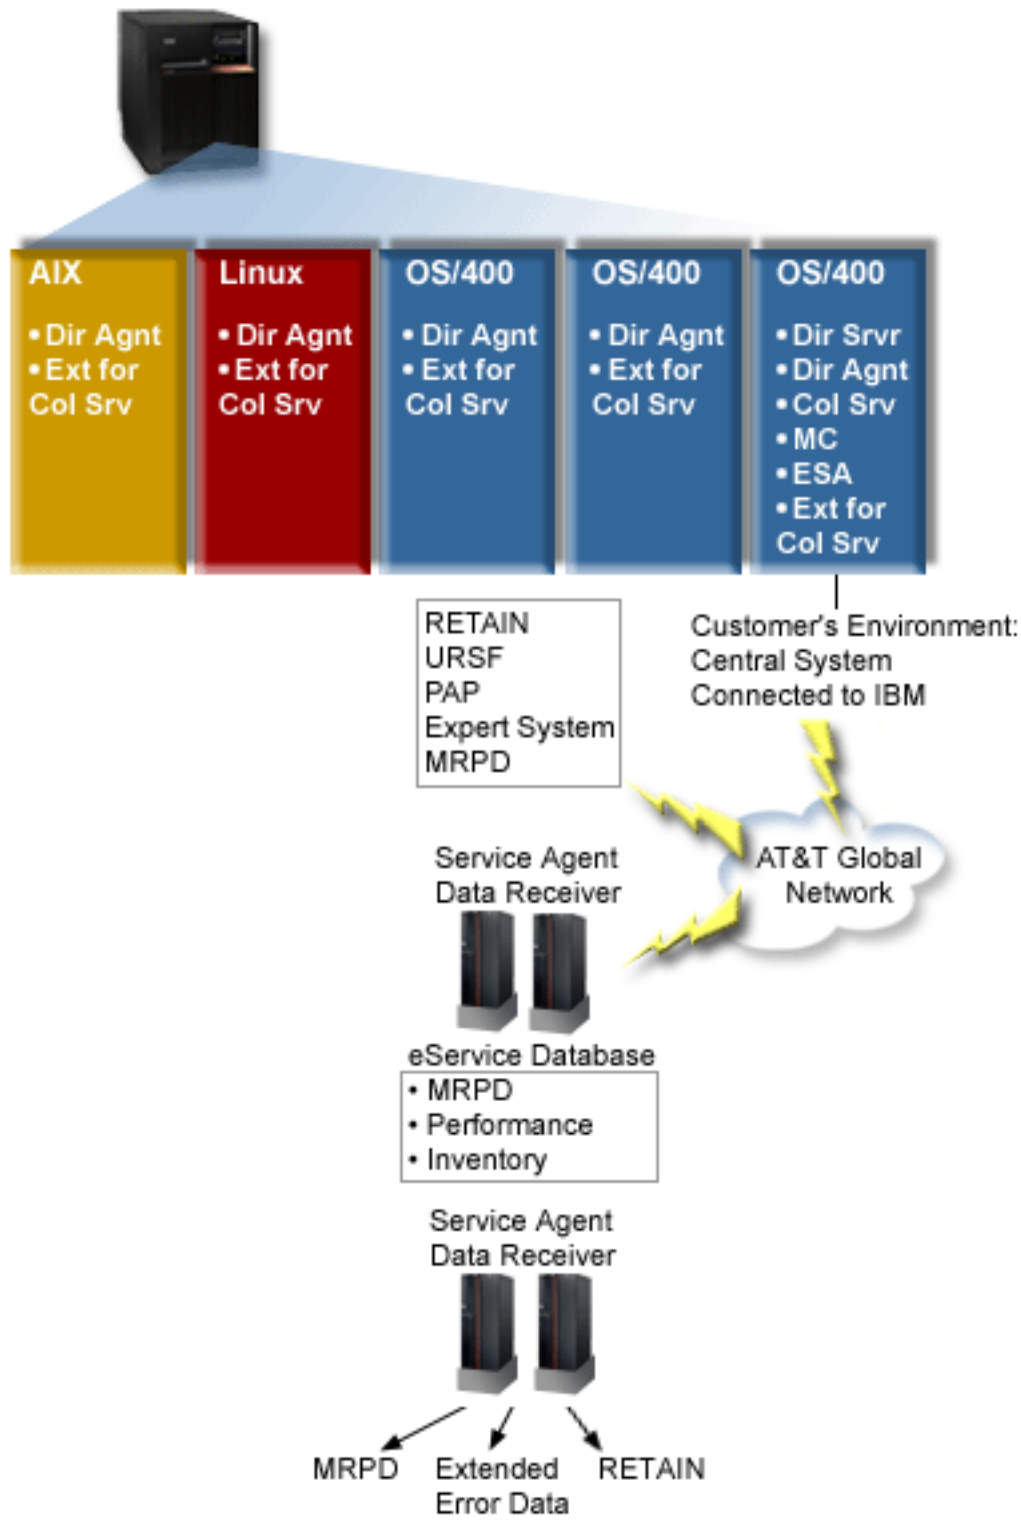 AIX
• Dir Agnt
• Ext for
Col Srv
Linux
• Dir Agnt
• Ext for
Col Srv
OS/400
• Dir Agnt
• Ext for
Col Srv
OS/400
• Dir Agnt
• Ext for
Col Srv
OS/400
• Dir Srvr
• Dir Agnt
• Col Srv
• MC
• ESA
• Ext for
Col Srv
RETAIN
URSF
PAP
Expert System
MRPD
Customer's Environment:
Central System
Connected to IBM
AT&T Global
Network
Service Agent
Data Receiver
eService Database
• MRPD
• Performance
• Inventory
Service Agent
Data Receiver
MRPD
Extended
Error Data
RETAIN